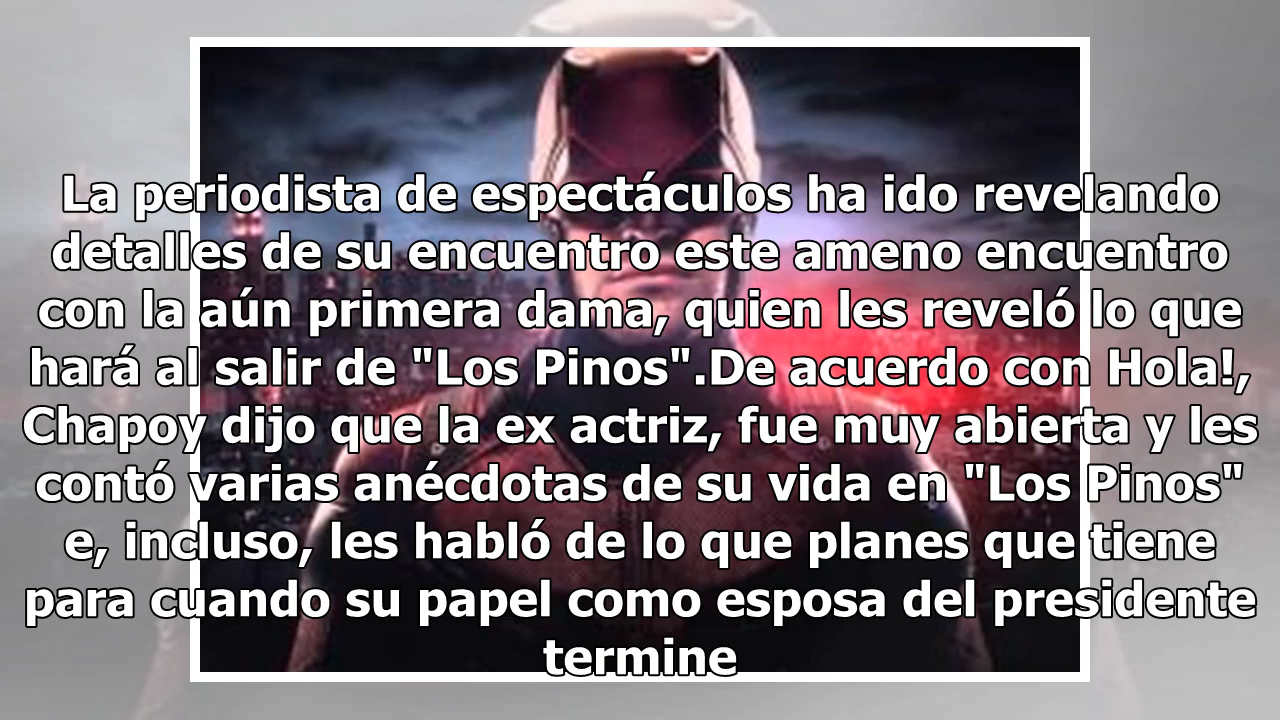 La periodista de espectáculos ha ido revelando
detalles de su encuentro este ameno encuentro
con la aún primera dama, quien les reveló lo que
hará al salir de "Los Pinos".De acuerdo con Hola!,
Chapoy dijo que la ex actriz, fue muy abierta y les
contó varias anécdotas de su vida en "Los Pinos"
e, incluso, les habló de lo que planes que tiene
para cuando su papel como esposa del presidente
termine